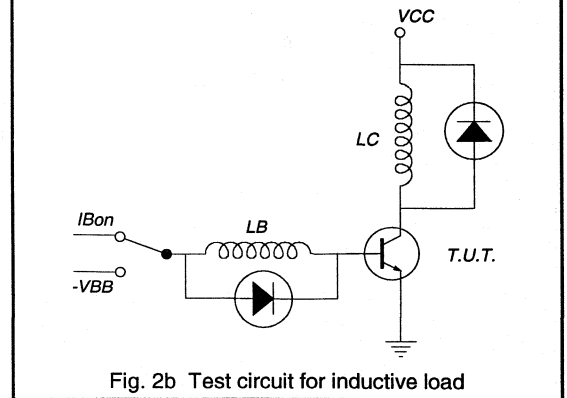 VCC
LC
IBon
LB
T.U.T.
-VBB
Fig. 2b Test circuit for inductive load